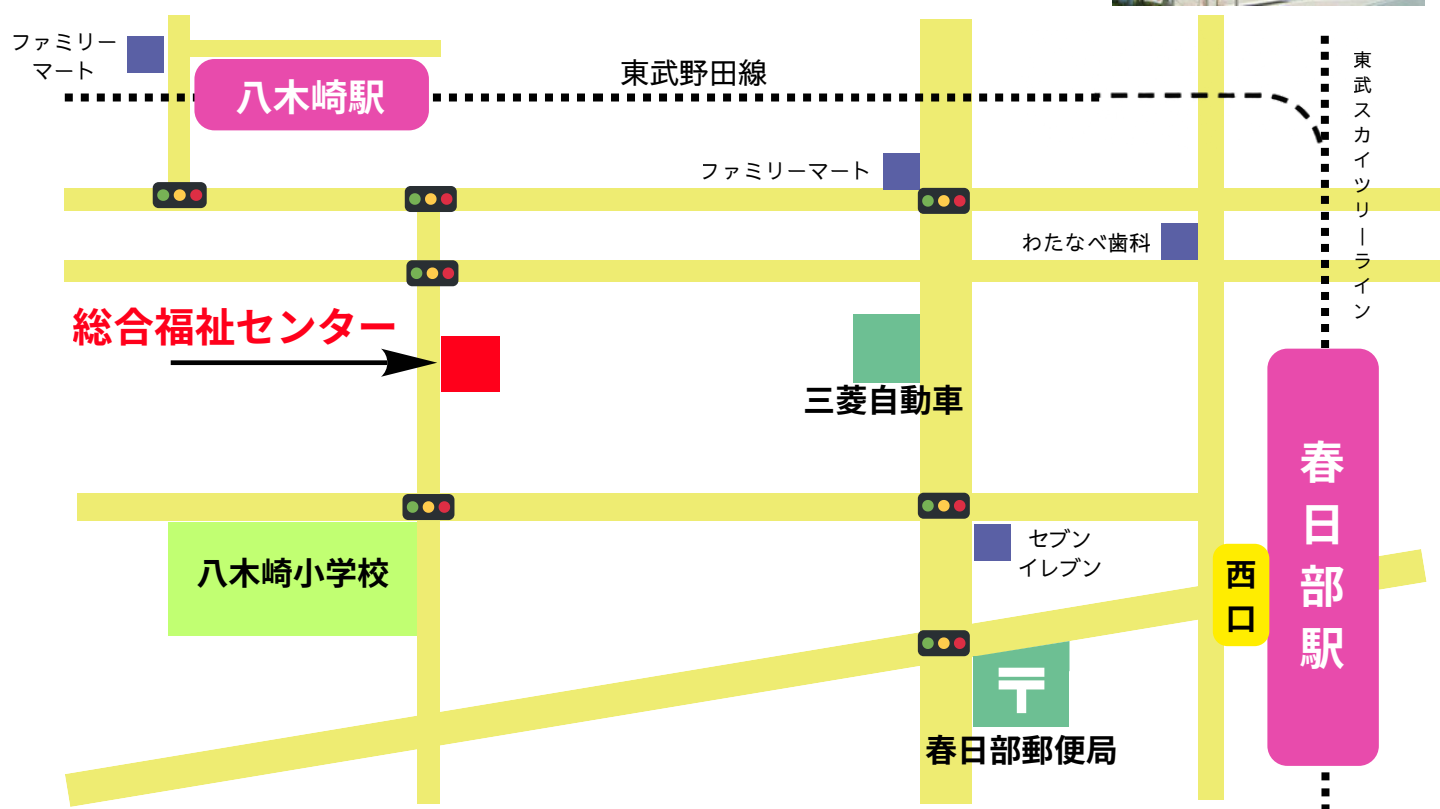 ファミリー
マート
八木崎駅
東武野田線
東武スカイツリーライン
ファミリーマート
わたなべ歯科
総合福祉センター
三菱自動車
春日部駅
セブン
イレブン
西口
八木崎小学校
〒
春日部郵便局